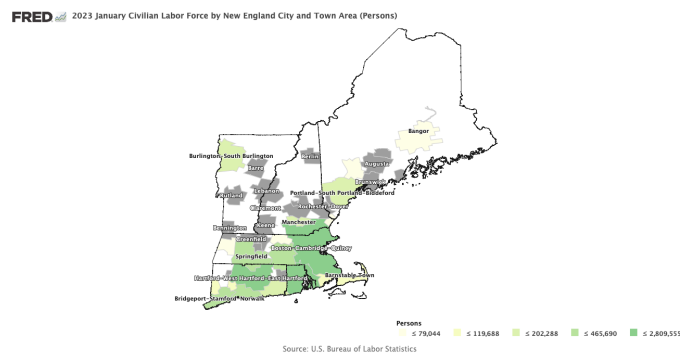 FRED 2023 January Civilian Labor Force by New England City and Town Area (Persons)
Bangor
Burlington-South Burlington
Berlin
Barre
Augusta
Brunswick
Lebanon
Rutland
Portland-South Portland-Biddeford
Claremont
Rochester-Dover
Manchester
Keene
Bennington
Greenfield
Boston-Cambridge-Quincy
Springfield
Hartford-West Hartford-East Hartford
Barnstable Town
Bridgeport-Stamford-Norwalk
Persons
≤ 79,044 ≤ 119,688 ≤ 202,288 ≤ 465,690 ≤ 2,809,555
Source: U.S. Bureau of Labor Statistics